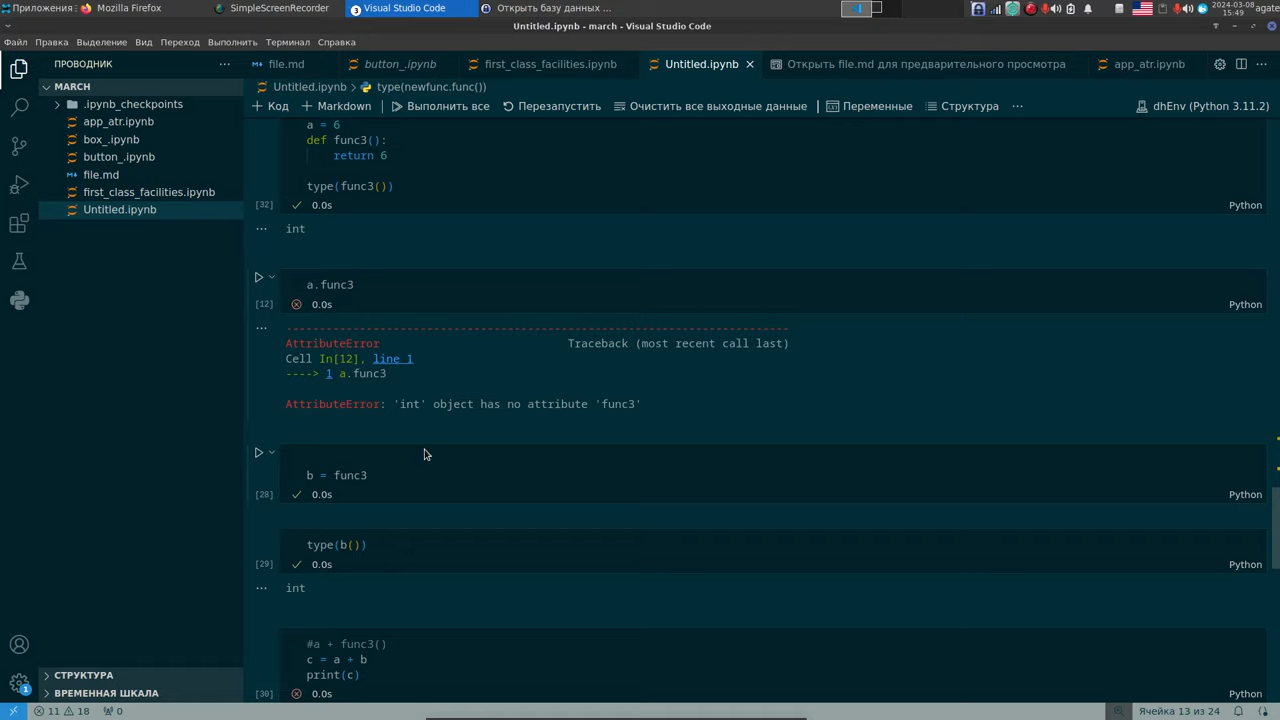 Приложения
Mozilla Firefox
SimpleScreenRecorder
3 Visual Studio Code
Открыть базу данных ...
2024-03-08
15:49
agate
Untitled.ipynb - march - Visual Studio Code
Файл Правка Выделение Вид Переход Выполнить Терминал Справка
ПРОВОДНИК
file.md
button_.ipynb
first_class_facilities.ipynb
Untitled.ipynb
Открыть file.md для предварительного просмотра
app_atr.ipynb
MARCH
Untitled.ipynb > type(newfunc.func())
.ipynb_checkpoints
+ Код + Markdown Выполнить все Перезапустить Очистить все выходные данные Переменные Структура ... dhEnv (Python 3.11.2)
app_atr.ipynb
box_.ipynb
button_.ipynb
file.md
first_class_facilities.ipynb
Untitled.ipynb
a = 6
def func3():
return 6
type(func3())
[32] 0.0s Python
int
a.func3
[12] 0.0s Python
---------------------------------------------------------------------------
AttributeError Traceback (most recent call last)
Cell In[12], line 1
----> 1 a.func3
AttributeError: 'int' object has no attribute 'func3'
b = func3
[28] 0.0s Python
type(b())
[29] 0.0s Python
int
#a + func3()
c = a + b
print(c)
[30] 0.0s Python
СТРУКТУРА
ВРЕМЕННАЯ ШКАЛА
1
11 18 0 Ячейка 13 из 24